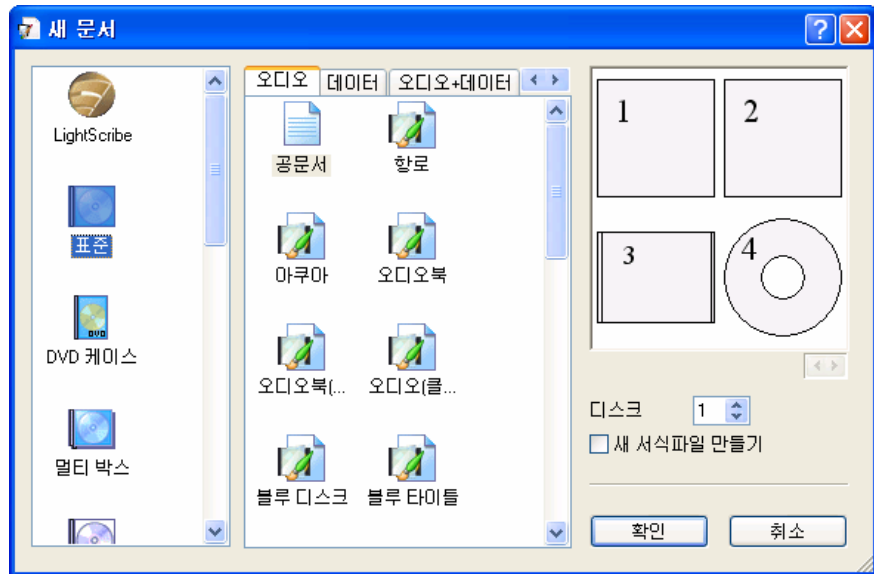 새 문서
LightScribe
표준
DVD 케이스
멀티 박스
오디오 데이터 오디오+데이터
공문서 항로
아쿠아 오디오북
오디오북(... 오디오(클...
블루 디스크 블루 타이틀
1 2
3 4
디스크 1
새 서식파일 만들기
확인 취소